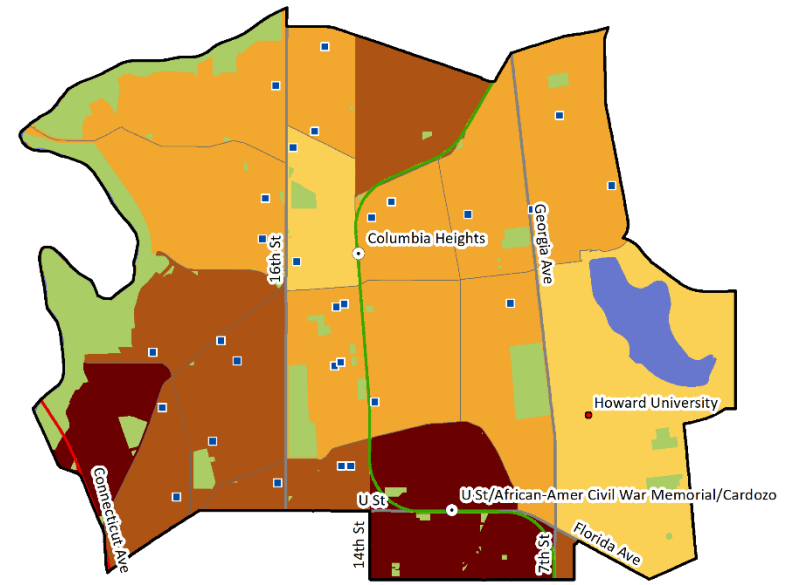 16th St
Georgia Ave
Columbia Heights
Howard University
Connecticut Ave
U St
U St/African-Amer Civil War Memorial/Cardozo
14th St
7th St
Florida Ave